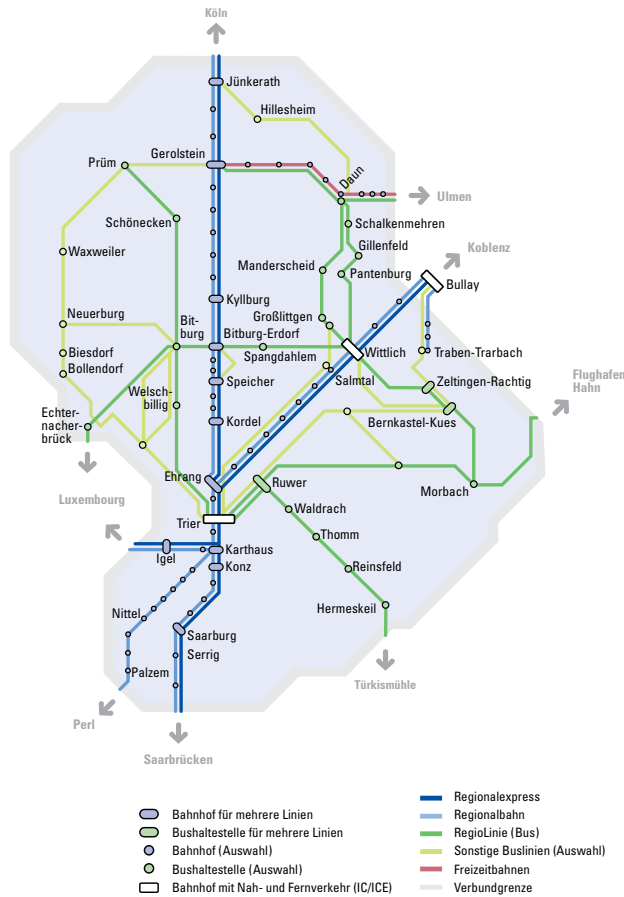 Köln
Jünkerath
Hillesheim
Gerolstein
Prüm
Daun
Ulmen
Schönecken
Schalkenmehren
Gillenfeld
Koblenz
Waxweiler
Manderscheid
Pantenburg
Bullay
Kyllburg
Neuerburg
Großlittgen
Bit-
burg
Bitburg-Erdorf
Wittlich
Traben-Trarbach
Biesdorf
Spangdahlem
Bollendorf
Speicher
Salmtal
Zeltingen-Rachtig
Flughafen
Hahn
Welsch-
billig
Echter-
nacher-
brück
Kordel
Bernkastel-Kues
Ehrang
Ruwer
Morbach
Luxembourg
Trier
Waldrach
Thomm
Igel
Karthaus
Konz
Reinsfeld
Nittel
Hermeskeil
Saarburg
Serrig
Palzem
Türkismühle
Perl
Saarbrücken
Bahnhof für mehrere Linien
Bushaltestelle für mehrere Linien
Bahnhof (Auswahl)
Bushaltestelle (Auswahl)
Bahnhof mit Nah- und Fernverkehr (IC/ICE)
Regionalexpress
Regionalbahn
RegioLinie (Bus)
Sonstige Buslinien (Auswahl)
Freizeitbahnen
Verbundgrenze